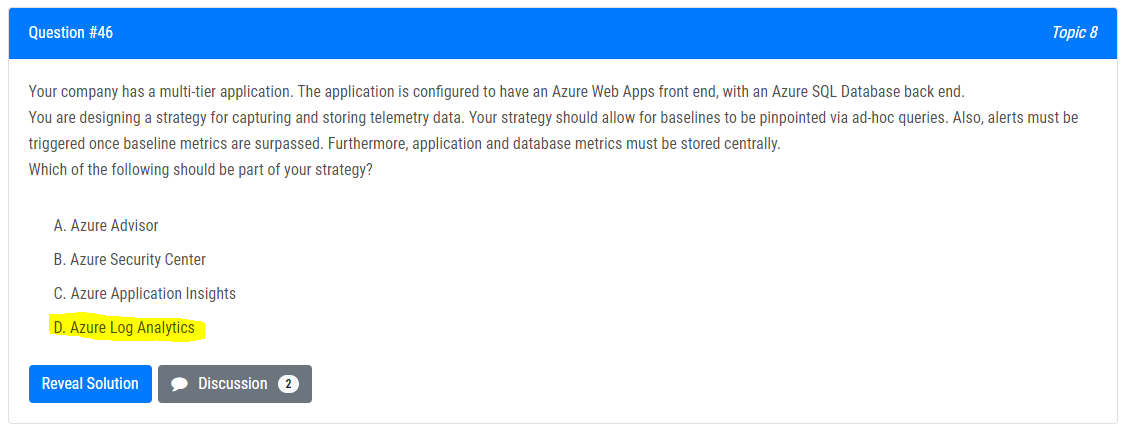 Question #46
Topic 8
Your company has a multi-tier application. The application is configured to have an Azure Web Apps front end, with an Azure SQL Database back end.
You are designing a strategy for capturing and storing telemetry data. Your strategy should allow for baselines to be pinpointed via ad-hoc queries. Also, alerts must be
triggered once baseline metrics are surpassed. Furthermore, application and database metrics must be stored centrally.
Which of the following should be part of your strategy?
A. Azure Advisor
B. Azure Security Center
C. Azure Application Insights
D. Azure Log Analytics
Reveal Solution
Discussion 2